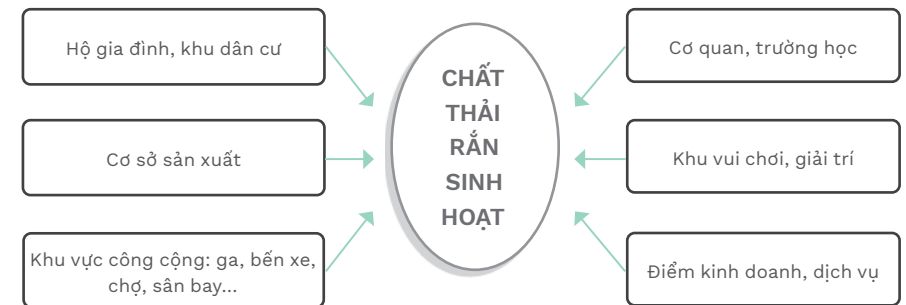 Hộ gia đình, khu dân cư
Cơ sở sản xuất
Khu vực công cộng: ga, bến xe,
chợ, sân bay...
CHẤT
THẢI
RẮN
SINH
HOẠT
Cơ quan, trường học
Khu vui chơi, giải trí
Điểm kinh doanh, dịch vụ